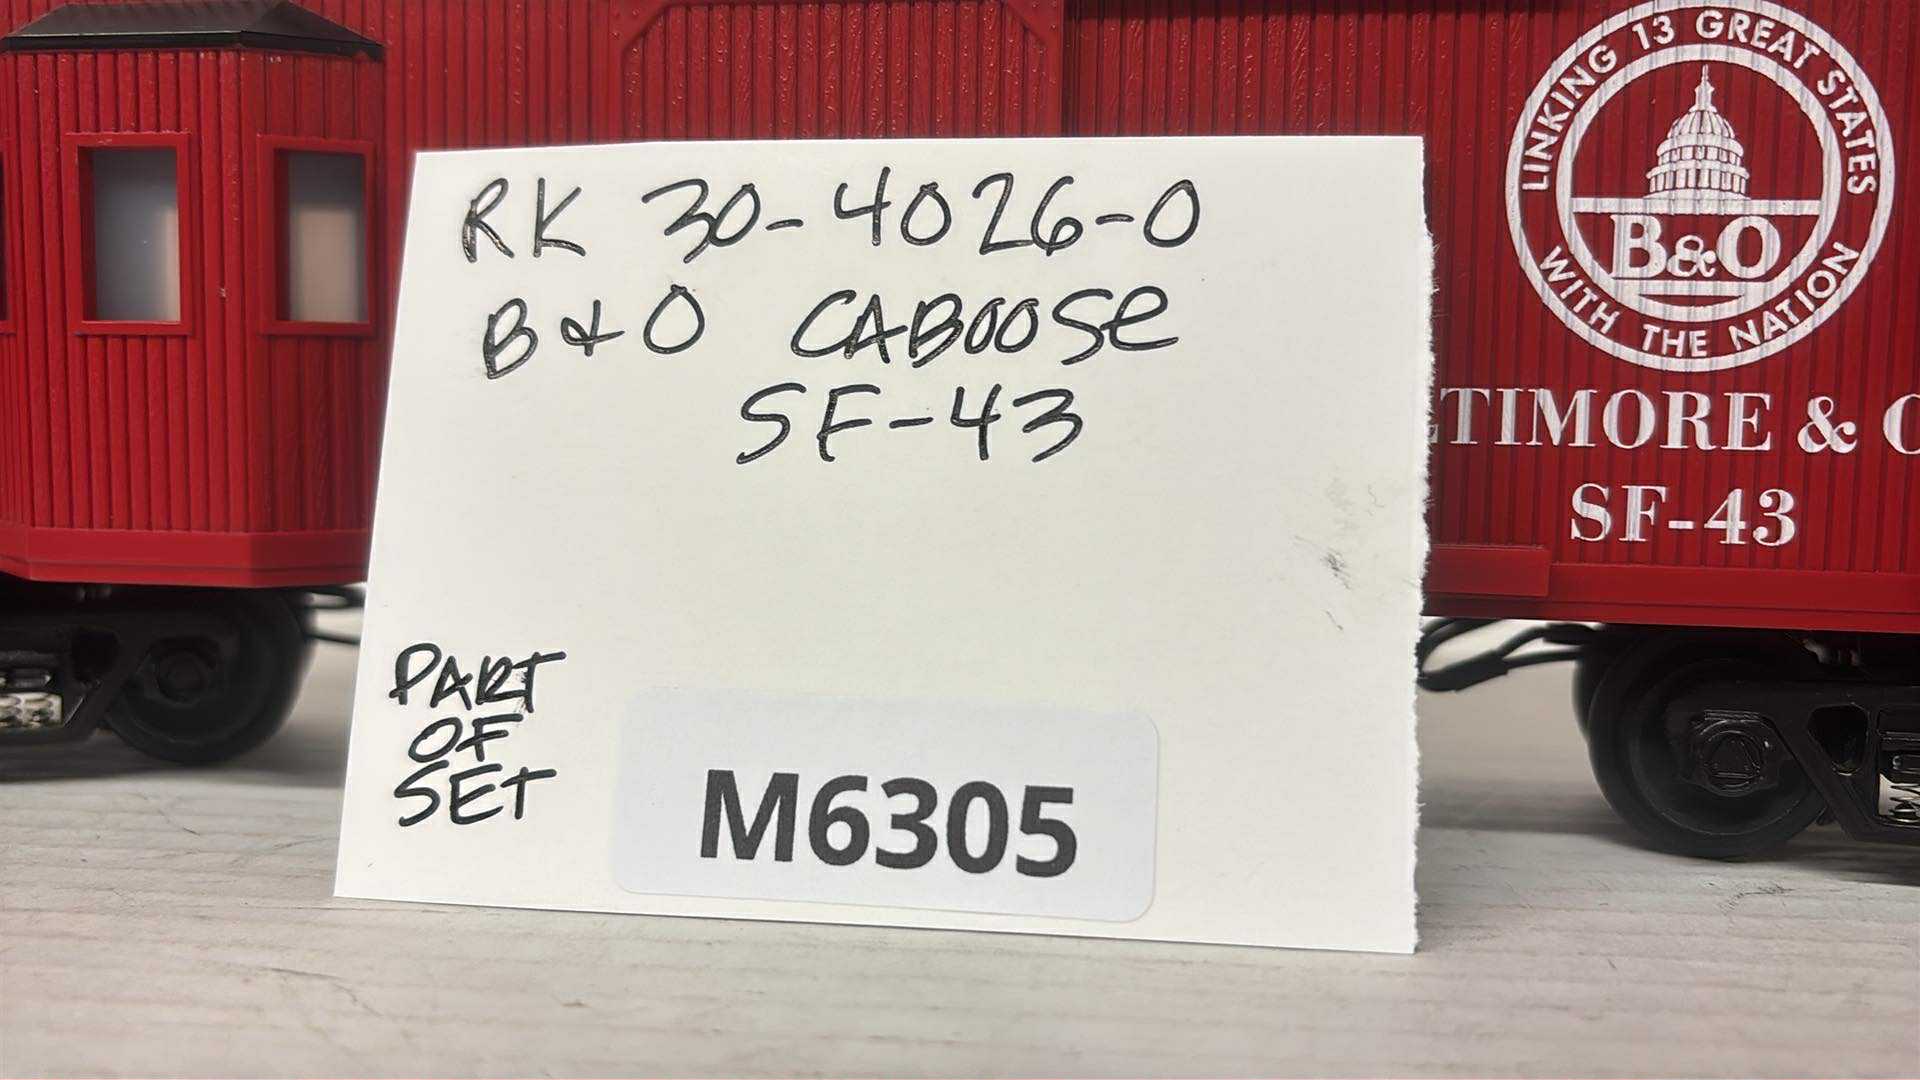 RK 30-4026-0
B & O CABOOSE
SF-43
PART
OF
SET
M6305
LINKING 13 GREAT STATES
B&O
WITH THE NATION
TIMORE & O
SF-43